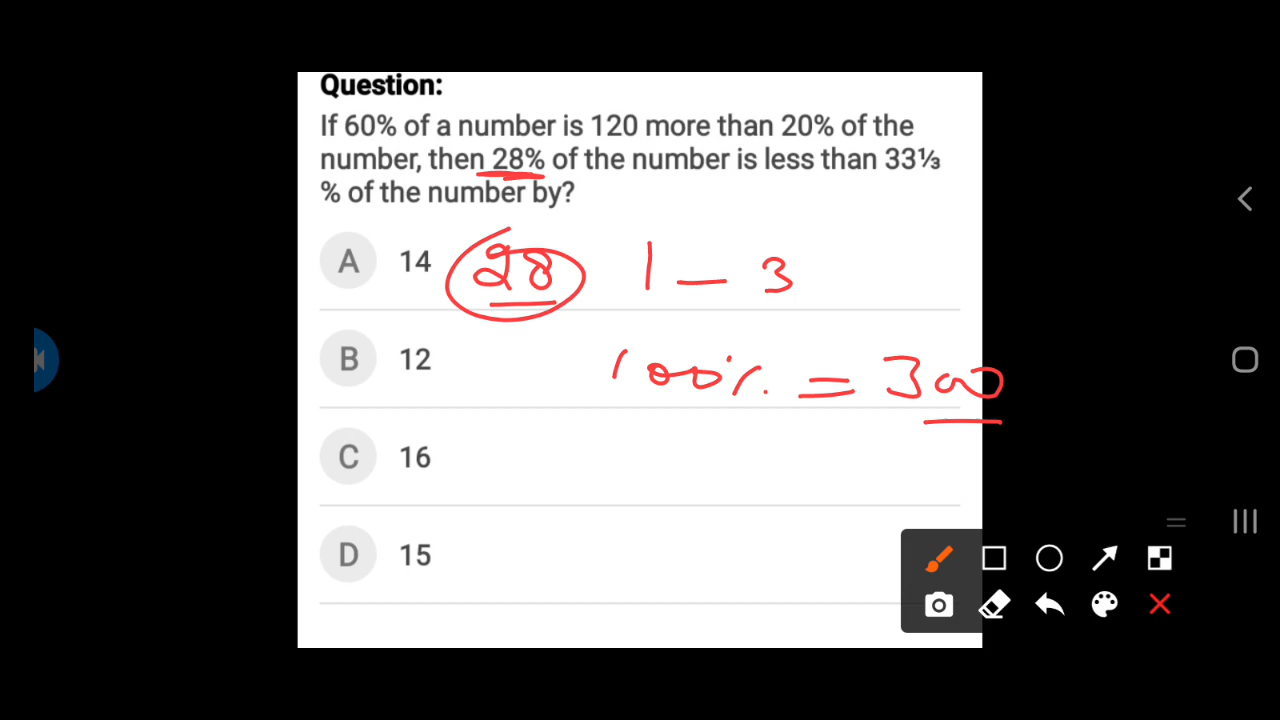 Question:
If 60% of a number is 120 more than 20% of the
number, then 28% of the number is less than 33⅓
% of the number by?
A 14 28 1 — 3
B 12
100% = 300
C 16
D 15